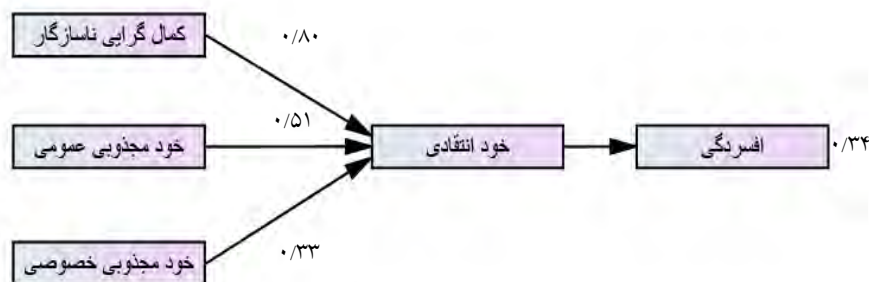 کمال گرایی ناسازگار
۰/۸۰
خود مجذوبی عمومی
۰/۵۱
خود انتقادی
افسردگی
۰/۳۴
خود مجذوبی خصوصی
۰/۳۳